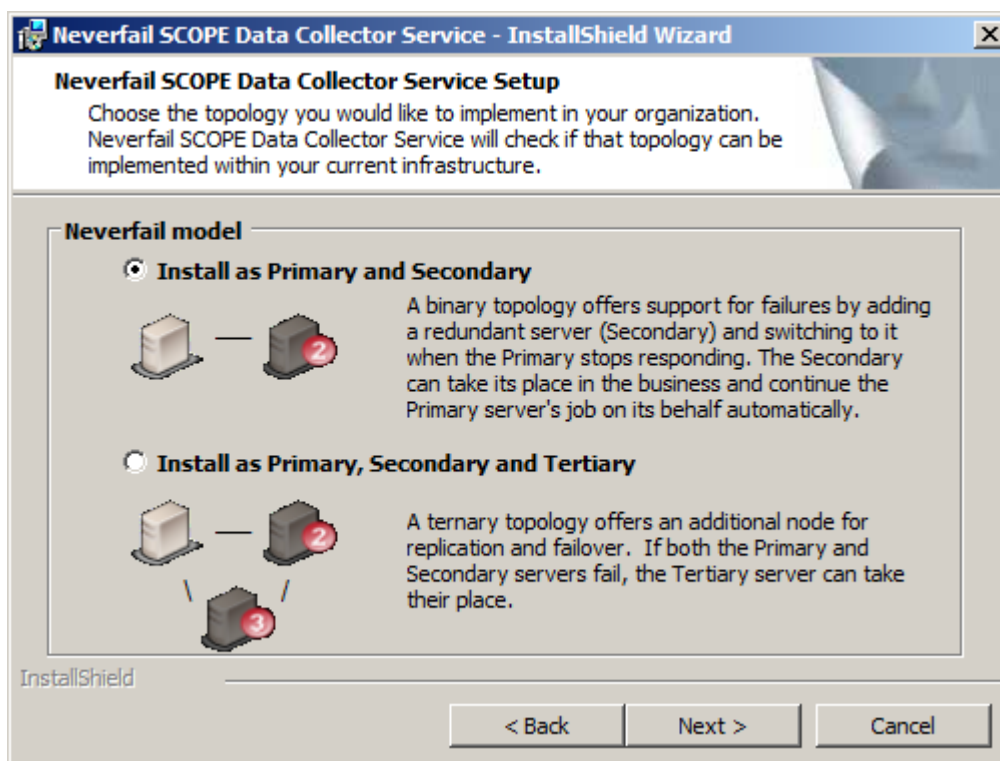 Neverfail SCOPE Data Collector Service - InstallShield Wizard
Neverfail SCOPE Data Collector Service Setup
Choose the topology you would like to implement in your organization.
Neverfail SCOPE Data Collector Service will check if that topology can be
implemented within your current infrastructure.
Neverfail model
Install as Primary and Secondary
A binary topology offers support for failures by adding
a redundant server (Secondary) and switching to it
when the Primary stops responding. The Secondary
can take its place in the business and continue the
Primary server's job on its behalf automatically.
2
Install as Primary, Secondary and Tertiary
A ternary topology offers an additional node for
replication and failover.  If both the Primary and
Secondary servers fail, the Tertiary server can take
their place.
2
3
InstallShield
< Back
Next >
Cancel